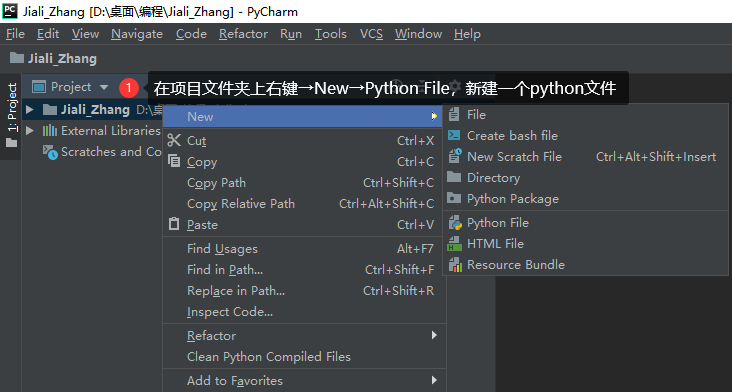 Jiali_Zhang [D:\桌面\编程\Jiali_Zhang] - PyCharm
File Edit View Navigate Code Refactor Run Tools VCS Window Help
Jiali_Zhang
1: Project
Project
1 在项目文件夹上右键→New→Python File，新建一个python文件
Jiali_Zhang D:\
External Libraries
Scratches and Co
New
Cut Ctrl+X
Copy Ctrl+C
Copy Path Ctrl+Shift+C
Copy Relative Path Ctrl+Alt+Shift+C
Paste Ctrl+V
Find Usages Alt+F7
Find in Path... Ctrl+Shift+F
Replace in Path... Ctrl+Shift+R
Inspect Code...
Refactor
Clean Python Compiled Files
Add to Favorites
File
Create bash file
New Scratch File Ctrl+Alt+Shift+Insert
Directory
Python Package
Python File
HTML File
Resource Bundle